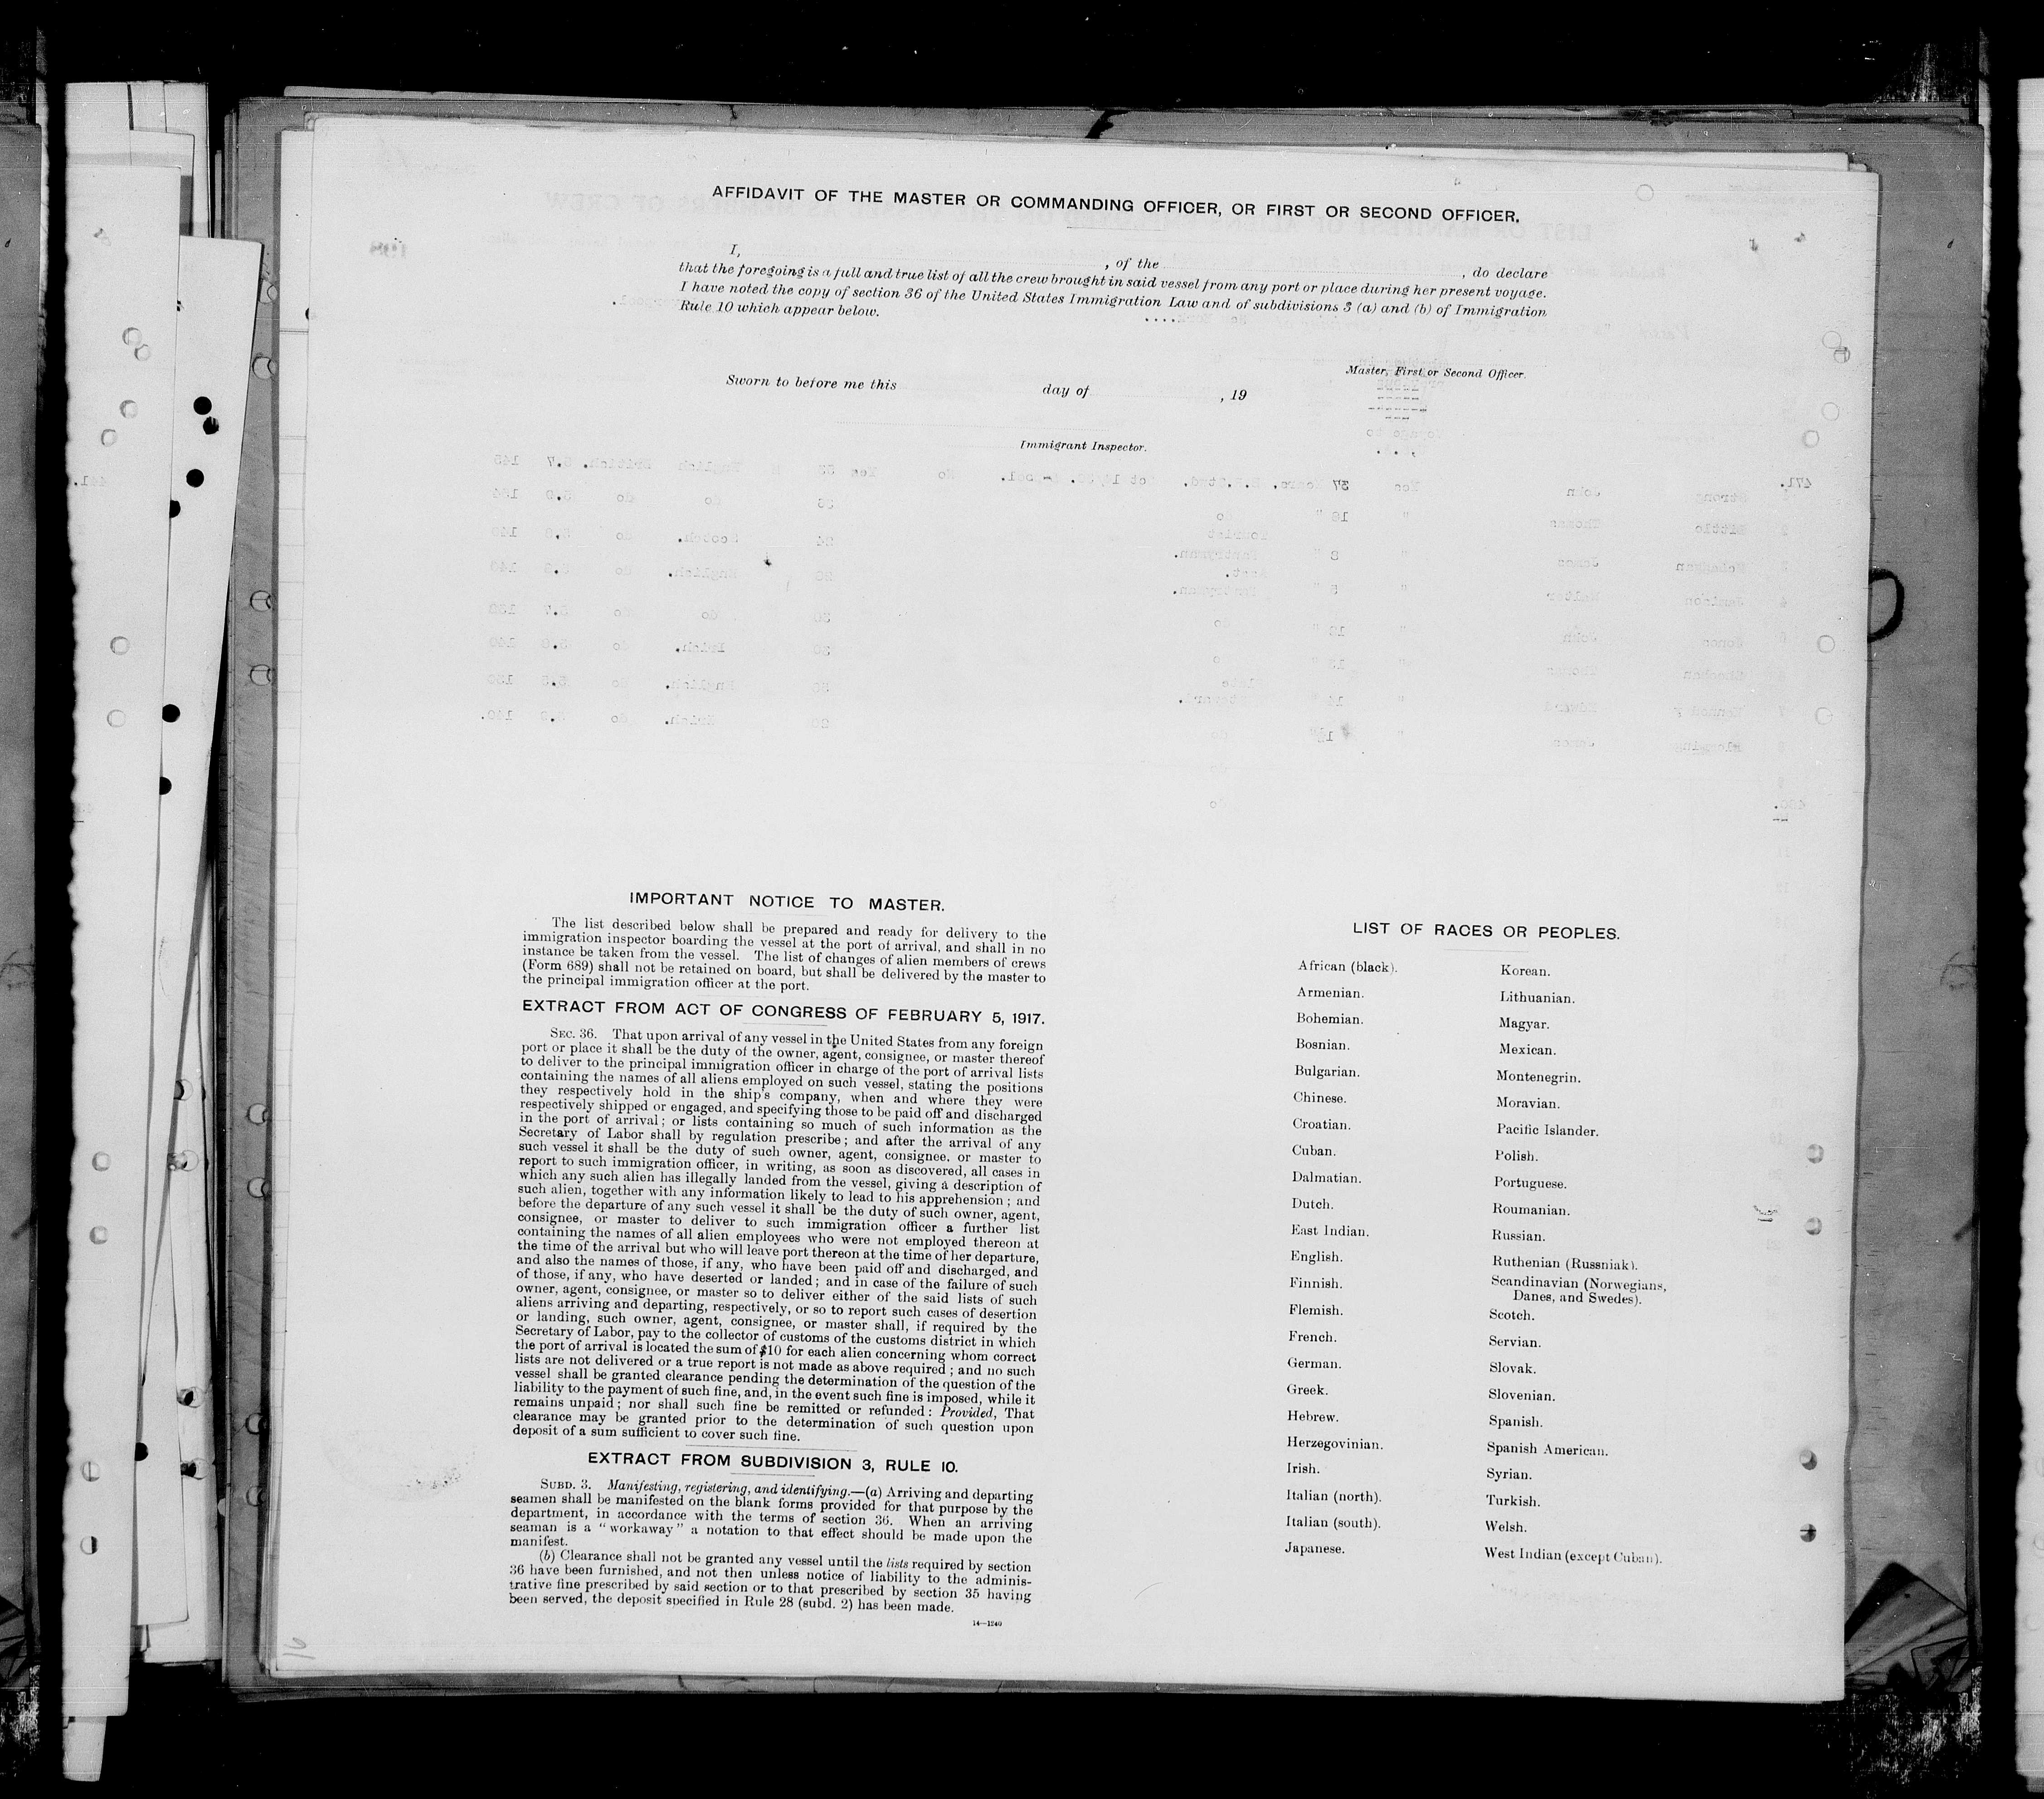 AFFIDAVIT OF THE MASTER OR COMMANDING OFFICER, OR FIRST OR SECOND OFFICER.
I, , of the , do declare
that the foregoing is a full and true list of all the crew brought in said vessel from any port or place during her present voyage.
I have noted the copy of section 36 of the United States Immigration Law and of subdivisions 3 (a) and (b) of Immigration
Rule 10 which appear below.
Master, First or Second Officer.
Sworn to before me this day of , 19
Immigrant Inspector.
IMPORTANT NOTICE TO MASTER.
The list described below shall be prepared and ready for delivery to the
immigration inspector boarding the vessel at the port of arrival, and shall in no
instance be taken from the vessel. The list of changes of alien members of crews
(Form 689) shall not be retained on board, but shall be delivered by the master to
the principal immigration officer at the port.
EXTRACT FROM ACT OF CONGRESS OF FEBRUARY 5, 1917.
SEC. 36. That upon arrival of any vessel in the United States from any foreign
port or place it shall be the duty of the owner, agent, consignee, or master thereof
to deliver to the principal immigration officer in charge of the port of arrival lists
containing the names of all aliens employed on such vessel, stating the positions
they respectively hold in the ship's company, when and where they were
respectively shipped or engaged, and specifying those to be paid off and discharged
in the port of arrival; or lists containing so much of such information as the
Secretary of Labor shall by regulation prescribe; and after the arrival of any
such vessel it shall be the duty of such owner, agent, consignee. or master to
report to such immigration officer, in writing, as soon as discovered, all cases in
which any such alien has illegally landed from the vessel, giving a description of
such alien, together with any information likely to lead to his apprehension; and
before the departure of any such vessel it shall be the duty of such owner, agent,
consignee, or master to deliver to such immigration officer a further list
containing the names of all alien employees who were not employed thereon at
the time of the arrival but who will leave port thereon at the time of her departure,
and also the names of those, if any, who have been paid off and discharged, and
of those, if any, who have deserted or landed; and in case of the failure of such
owner, agent, consignee, or master so to deliver either of the said lists of such
aliens arriving and departing, respectively, or so to report such cases of desertion
or landing, such owner, agent, consignee, or master shall, if required by the
Secretary of Labor, pay to the collector of customs of the customs district in which
the port of arrival is located the sum of $10 for each alien concerning whom correct
lists are not delivered or a true report is not made as above required; and no such
vessel shall be granted clearance pending the determination of the question of the
liability to the payment of such fine, and, in the event such fine is imposed, while it
remains unpaid; nor shall such fine be remitted or refunded: Provided, That
clearance may be granted prior to the determination of such question upon
deposit of a sum sufficient to cover such fine.
EXTRACT FROM SUBDIVISION 3, RULE 10.
SUBD. 3. Manifesting, registering, and identifying.—(a) Arriving and departing
seamen shall be manifested on the blank forms provided for that purpose by the
department, in accordance with the terms of section 36. When an arriving
seaman is a "workaway" a notation to that effect should be made upon the
manifest.
(b) Clearance shall not be granted any vessel until the lists required by section
36 have been furnished, and not then unless notice of liability to the adminis-
trative fine prescribed by said section or to that prescribed by section 35 having
been served, the deposit specified in Rule 28 (subd. 2) has been made.
14—1240
LIST OF RACES OR PEOPLES.
African (black).
Armenian.
Bohemian.
Bosnian.
Bulgarian.
Chinese.
Croatian.
Cuban.
Dalmatian.
Dutch.
East Indian.
English.
Finnish.
Flemish.
French.
German.
Greek.
Hebrew.
Herzegovinian.
Irish.
Italian (north).
Italian (south).
Japanese.
Korean.
Lithuanian.
Magyar.
Mexican.
Montenegrin.
Moravian.
Pacific Islander.
Polish.
Portuguese.
Roumanian.
Russian.
Ruthenian (Russniak).
Scandinavian (Norwegians,
Danes, and Swedes).
Scotch.
Servian.
Slovak.
Slovenian.
Spanish.
Spanish American.
Syrian.
Turkish.
Welsh.
West Indian (except Cuban).